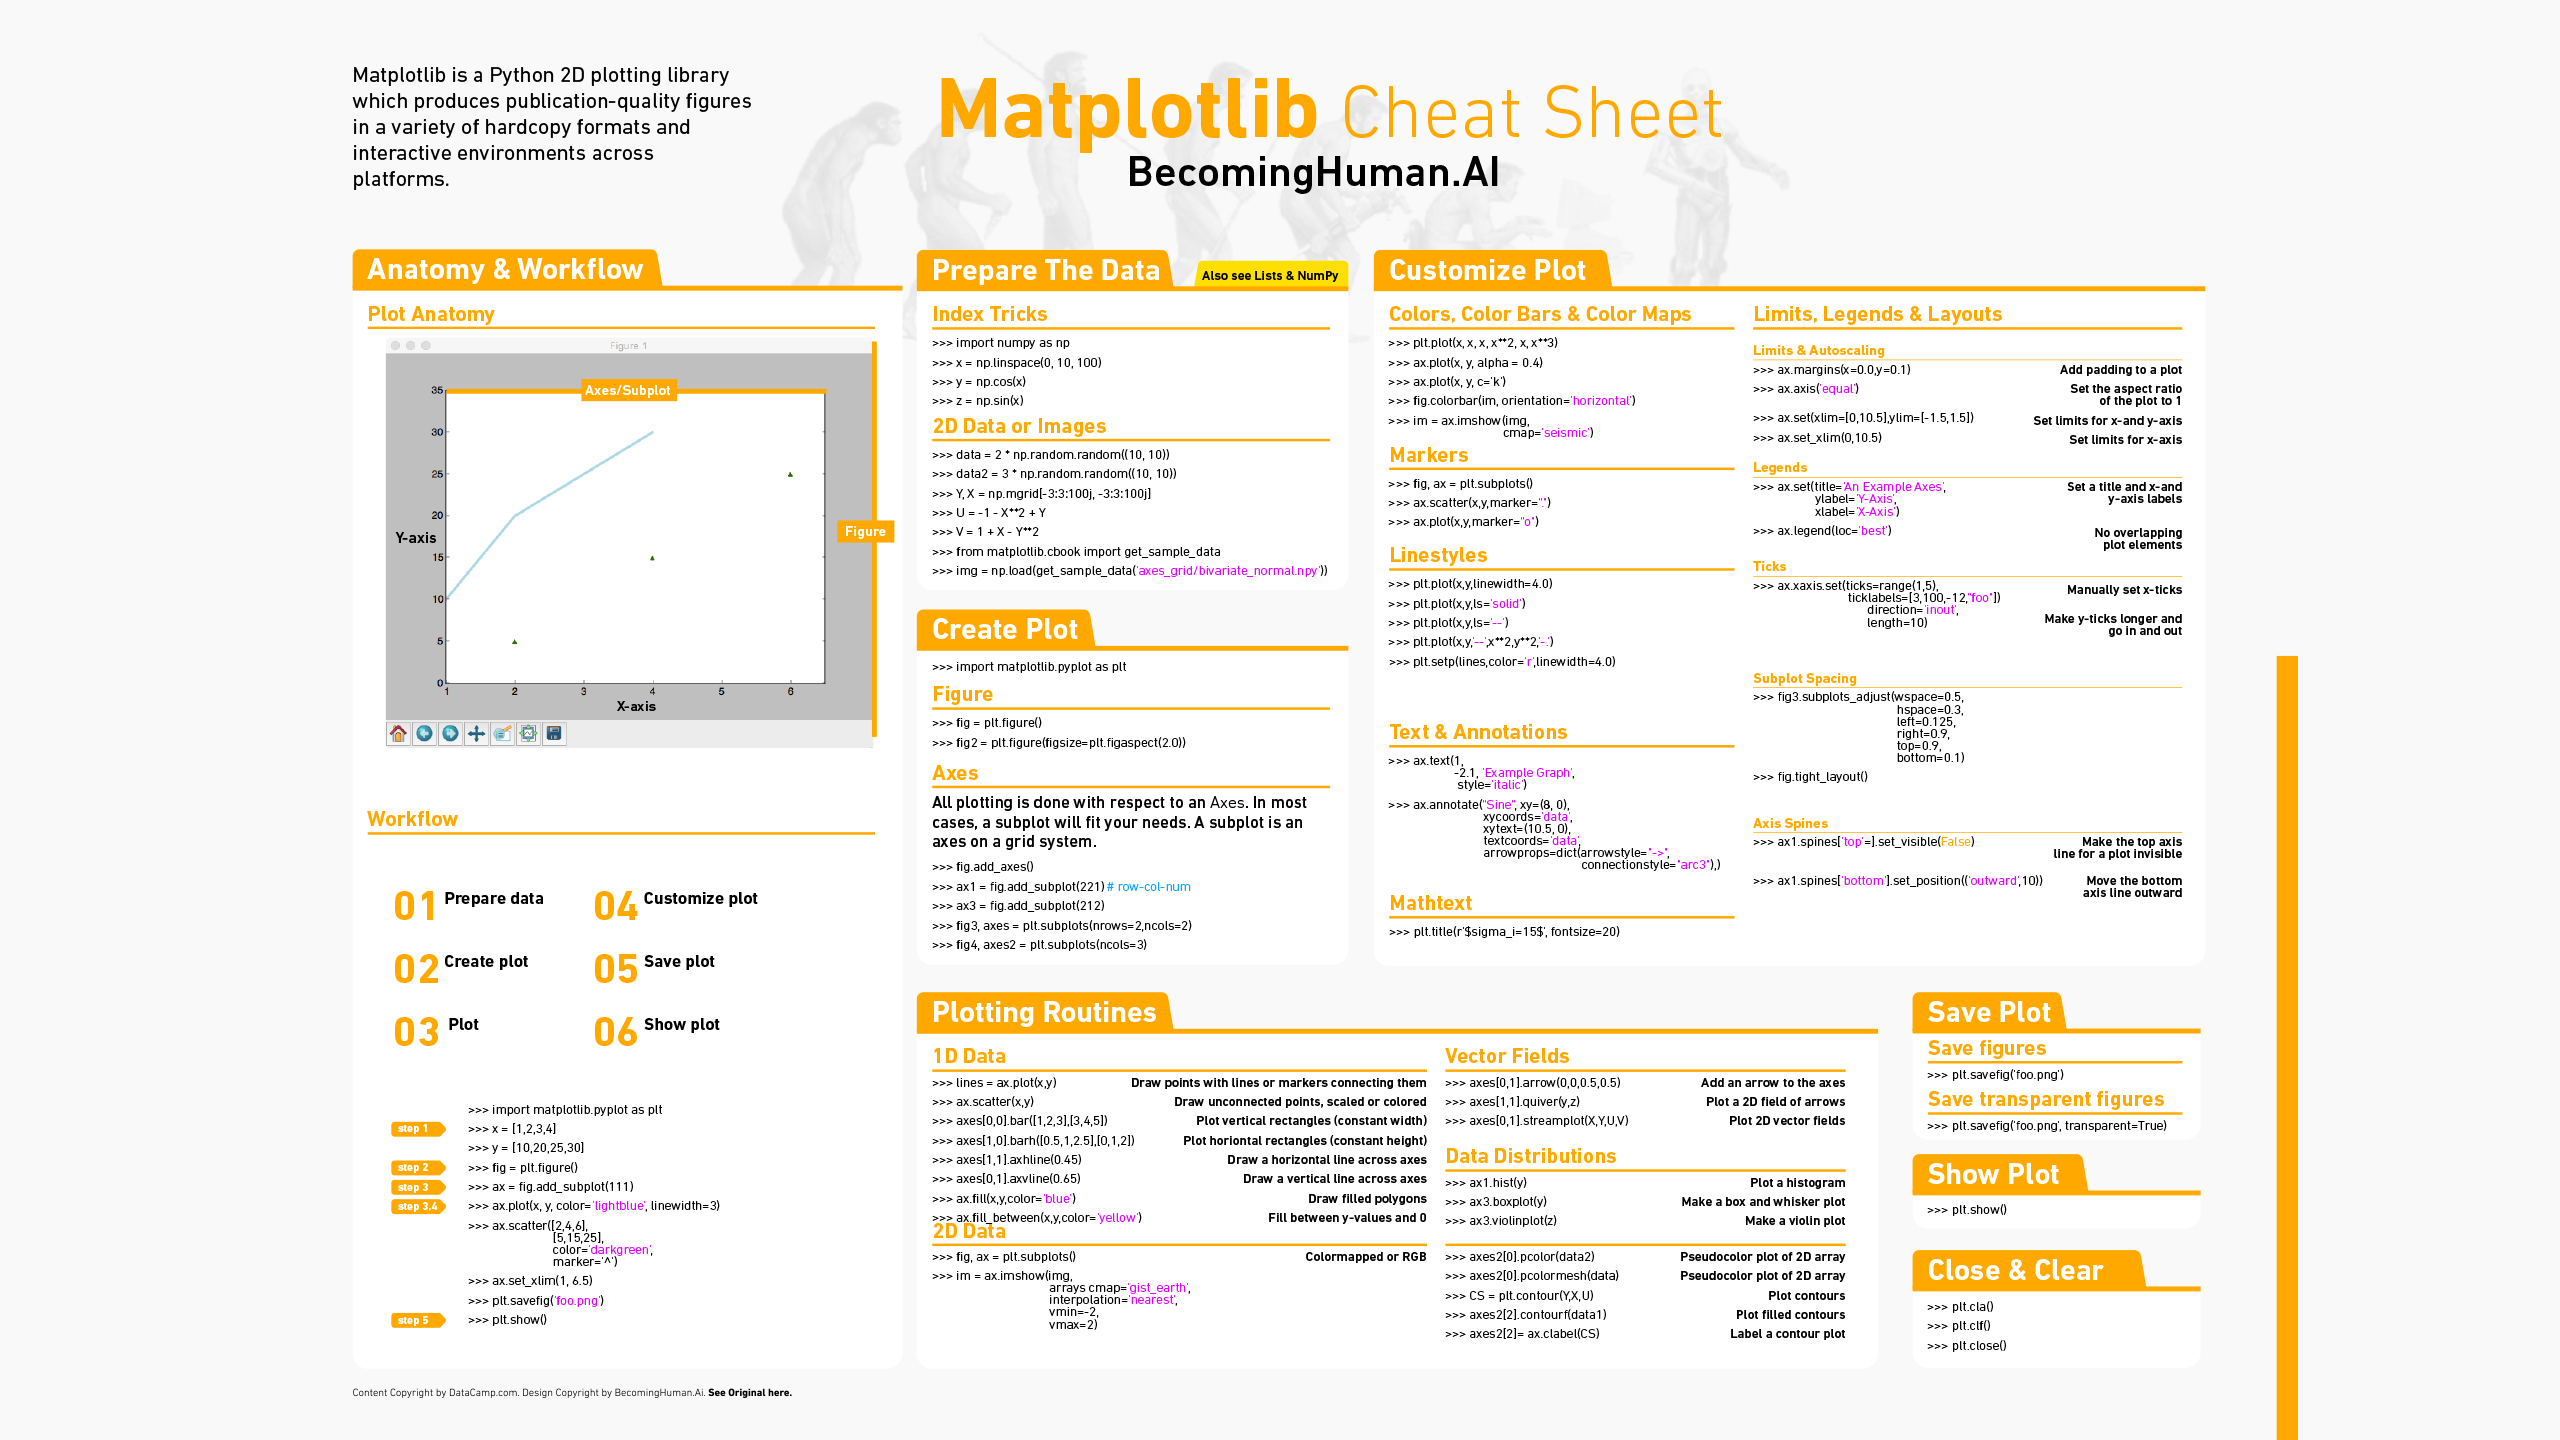 Matplotlib is a Python 2D plotting library
which produces publication-quality figures
in a variety of hardcopy formats and
interactive environments across
platforms.
Matplotlib Cheat Sheet
BecomingHuman.AI
Anatomy & Workflow
Plot Anatomy
Figure 1
Axes/Subplot
35
30
25
20
15
10
5
0
Y-axis
Figure
1 2 3 4 5 6
X-axis
Workflow
01 Prepare data
02 Create plot
03 Plot
04 Customize plot
05 Save plot
06 Show plot
>>> import matplotlib.pyplot as plt
step 1 >>> x = [1,2,3,4]
>>> y = [10,20,25,30]
step 2 >>> fig = plt.figure()
step 3 >>> ax = fig.add_subplot(111)
step 3,4 >>> ax.plot(x, y, color='lightblue', linewidth=3)
>>> ax.scatter([2,4,6],
[5,15,25],
color='darkgreen',
marker='^')
>>> ax.set_xlim(1, 6.5)
>>> plt.savefig('foo.png')
step 5 >>> plt.show()
Prepare The Data
Also see Lists & NumPy
Index Tricks
>>> import numpy as np
>>> x = np.linspace(0, 10, 100)
>>> y = np.cos(x)
>>> z = np.sin(x)
2D Data or Images
>>> data = 2 * np.random.random((10, 10))
>>> data2 = 3 * np.random.random((10, 10))
>>> Y, X = np.mgrid[-3:3:100j, -3:3:100j]
>>> U = -1 - X**2 + Y
>>> V = 1 + X - Y**2
>>> from matplotlib.cbook import get_sample_data
>>> img = np.load(get_sample_data('axes_grid/bivariate_normal.npy'))
Create Plot
>>> import matplotlib.pyplot as plt
Figure
>>> fig = plt.figure()
>>> fig2 = plt.figure(figsize=plt.figaspect(2.0))
Axes
All plotting is done with respect to an Axes. In most
cases, a subplot will fit your needs. A subplot is an
axes on a grid system.
>>> fig.add_axes()
>>> ax1 = fig.add_subplot(221) # row-col-num
>>> ax3 = fig.add_subplot(212)
>>> fig3, axes = plt.subplots(nrows=2,ncols=2)
>>> fig4, axes2 = plt.subplots(ncols=3)
Customize Plot
Colors, Color Bars & Color Maps
>>> plt.plot(x, x, x, x**2, x, x**3)
>>> ax.plot(x, y, alpha = 0.4)
>>> ax.plot(x, y, c='k')
>>> fig.colorbar(im, orientation='horizontal')
>>> im = ax.imshow(img,
cmap='seismic')
Markers
>>> fig, ax = plt.subplots()
>>> ax.scatter(x,y,marker=".")
>>> ax.plot(x,y,marker="o")
Linestyles
>>> plt.plot(x,y,linewidth=4.0)
>>> plt.plot(x,y,ls='solid')
>>> plt.plot(x,y,ls='--')
>>> plt.plot(x,y,'--',x**2,y**2,'-.')
>>> plt.setp(lines,color='r',linewidth=4.0)
Text & Annotations
>>> ax.text(1,
-2.1, 'Example Graph',
style='italic')
>>> ax.annotate("Sine", xy=(8, 0),
xycoords='data',
xytext=(10.5, 0),
textcoords='data',
arrowprops=dict(arrowstyle="->",
connectionstyle="arc3"),)
Mathtext
>>> plt.title(r'$sigma_i=15$', fontsize=20)
Limits, Legends & Layouts
Limits & Autoscaling
>>> ax.margins(x=0.0,y=0.1) Add padding to a plot
>>> ax.axis('equal') Set the aspect ratio
of the plot to 1
>>> ax.set(xlim=[0,10.5],ylim=[-1.5,1.5]) Set limits for x-and y-axis
>>> ax.set_xlim(0,10.5) Set limits for x-axis
Legends
>>> ax.set(title='An Example Axes', Set a title and x-and
ylabel='Y-Axis', y-axis labels
xlabel='X-Axis')
>>> ax.legend(loc='best') No overlapping
plot elements
Ticks
>>> ax.xaxis.set(ticks=range(1,5), Manually set x-ticks
ticklabels=[3,100,-12,"foo"])
direction='inout', Make y-ticks longer and
length=10) go in and out
Subplot Spacing
>>> fig3.subplots_adjust(wspace=0.5,
hspace=0.3,
left=0.125,
right=0.9,
top=0.9,
bottom=0.1)
>>> fig.tight_layout()
Axis Spines
>>> ax1.spines['top'=].set_visible(False) Make the top axis
line for a plot invisible
>>> ax1.spines['bottom'].set_position(('outward',10)) Move the bottom
axis line outward
Plotting Routines
1D Data
>>> lines = ax.plot(x,y) Draw points with lines or markers connecting them
>>> ax.scatter(x,y) Draw unconnected points, scaled or colored
>>> axes[0,0].bar([1,2,3],[3,4,5]) Plot vertical rectangles (constant width)
>>> axes[1,0].barh([0.5,1,2.5],[0,1,2]) Plot horiontal rectangles (constant height)
>>> axes[1,1].axhline(0.45) Draw a horizontal line across axes
>>> axes[0,1].axvline(0.65) Draw a vertical line across axes
>>> ax.fill(x,y,color='blue') Draw filled polygons
>>> ax.fill_between(x,y,color='yellow') Fill between y-values and 0
2D Data
>>> fig, ax = plt.subplots() Colormapped or RGB
>>> im = ax.imshow(img,
arrays cmap='gist_earth',
interpolation='nearest',
vmin=-2,
vmax=2)
Vector Fields
>>> axes[0,1].arrow(0,0,0.5,0.5) Add an arrow to the axes
>>> axes[1,1].quiver(y,z) Plot a 2D field of arrows
>>> axes[0,1].streamplot(X,Y,U,V) Plot 2D vector fields
Data Distributions
>>> ax1.hist(y) Plot a histogram
>>> ax3.boxplot(y) Make a box and whisker plot
>>> ax3.violinplot(z) Make a violin plot
>>> axes2[0].pcolor(data2) Pseudocolor plot of 2D array
>>> axes2[0].pcolormesh(data) Pseudocolor plot of 2D array
>>> CS = plt.contour(Y,X,U) Plot contours
>>> axes2[2].contourf(data1) Plot filled contours
>>> axes2[2]= ax.clabel(CS) Label a contour plot
Save Plot
Save figures
>>> plt.savefig('foo.png')
Save transparent figures
>>> plt.savefig('foo.png', transparent=True)
Show Plot
>>> plt.show()
Close & Clear
>>> plt.cla()
>>> plt.clf()
>>> plt.close()
Content Copyright by DataCamp.com. Design Copyright by BecomingHuman.Ai. See Original here.